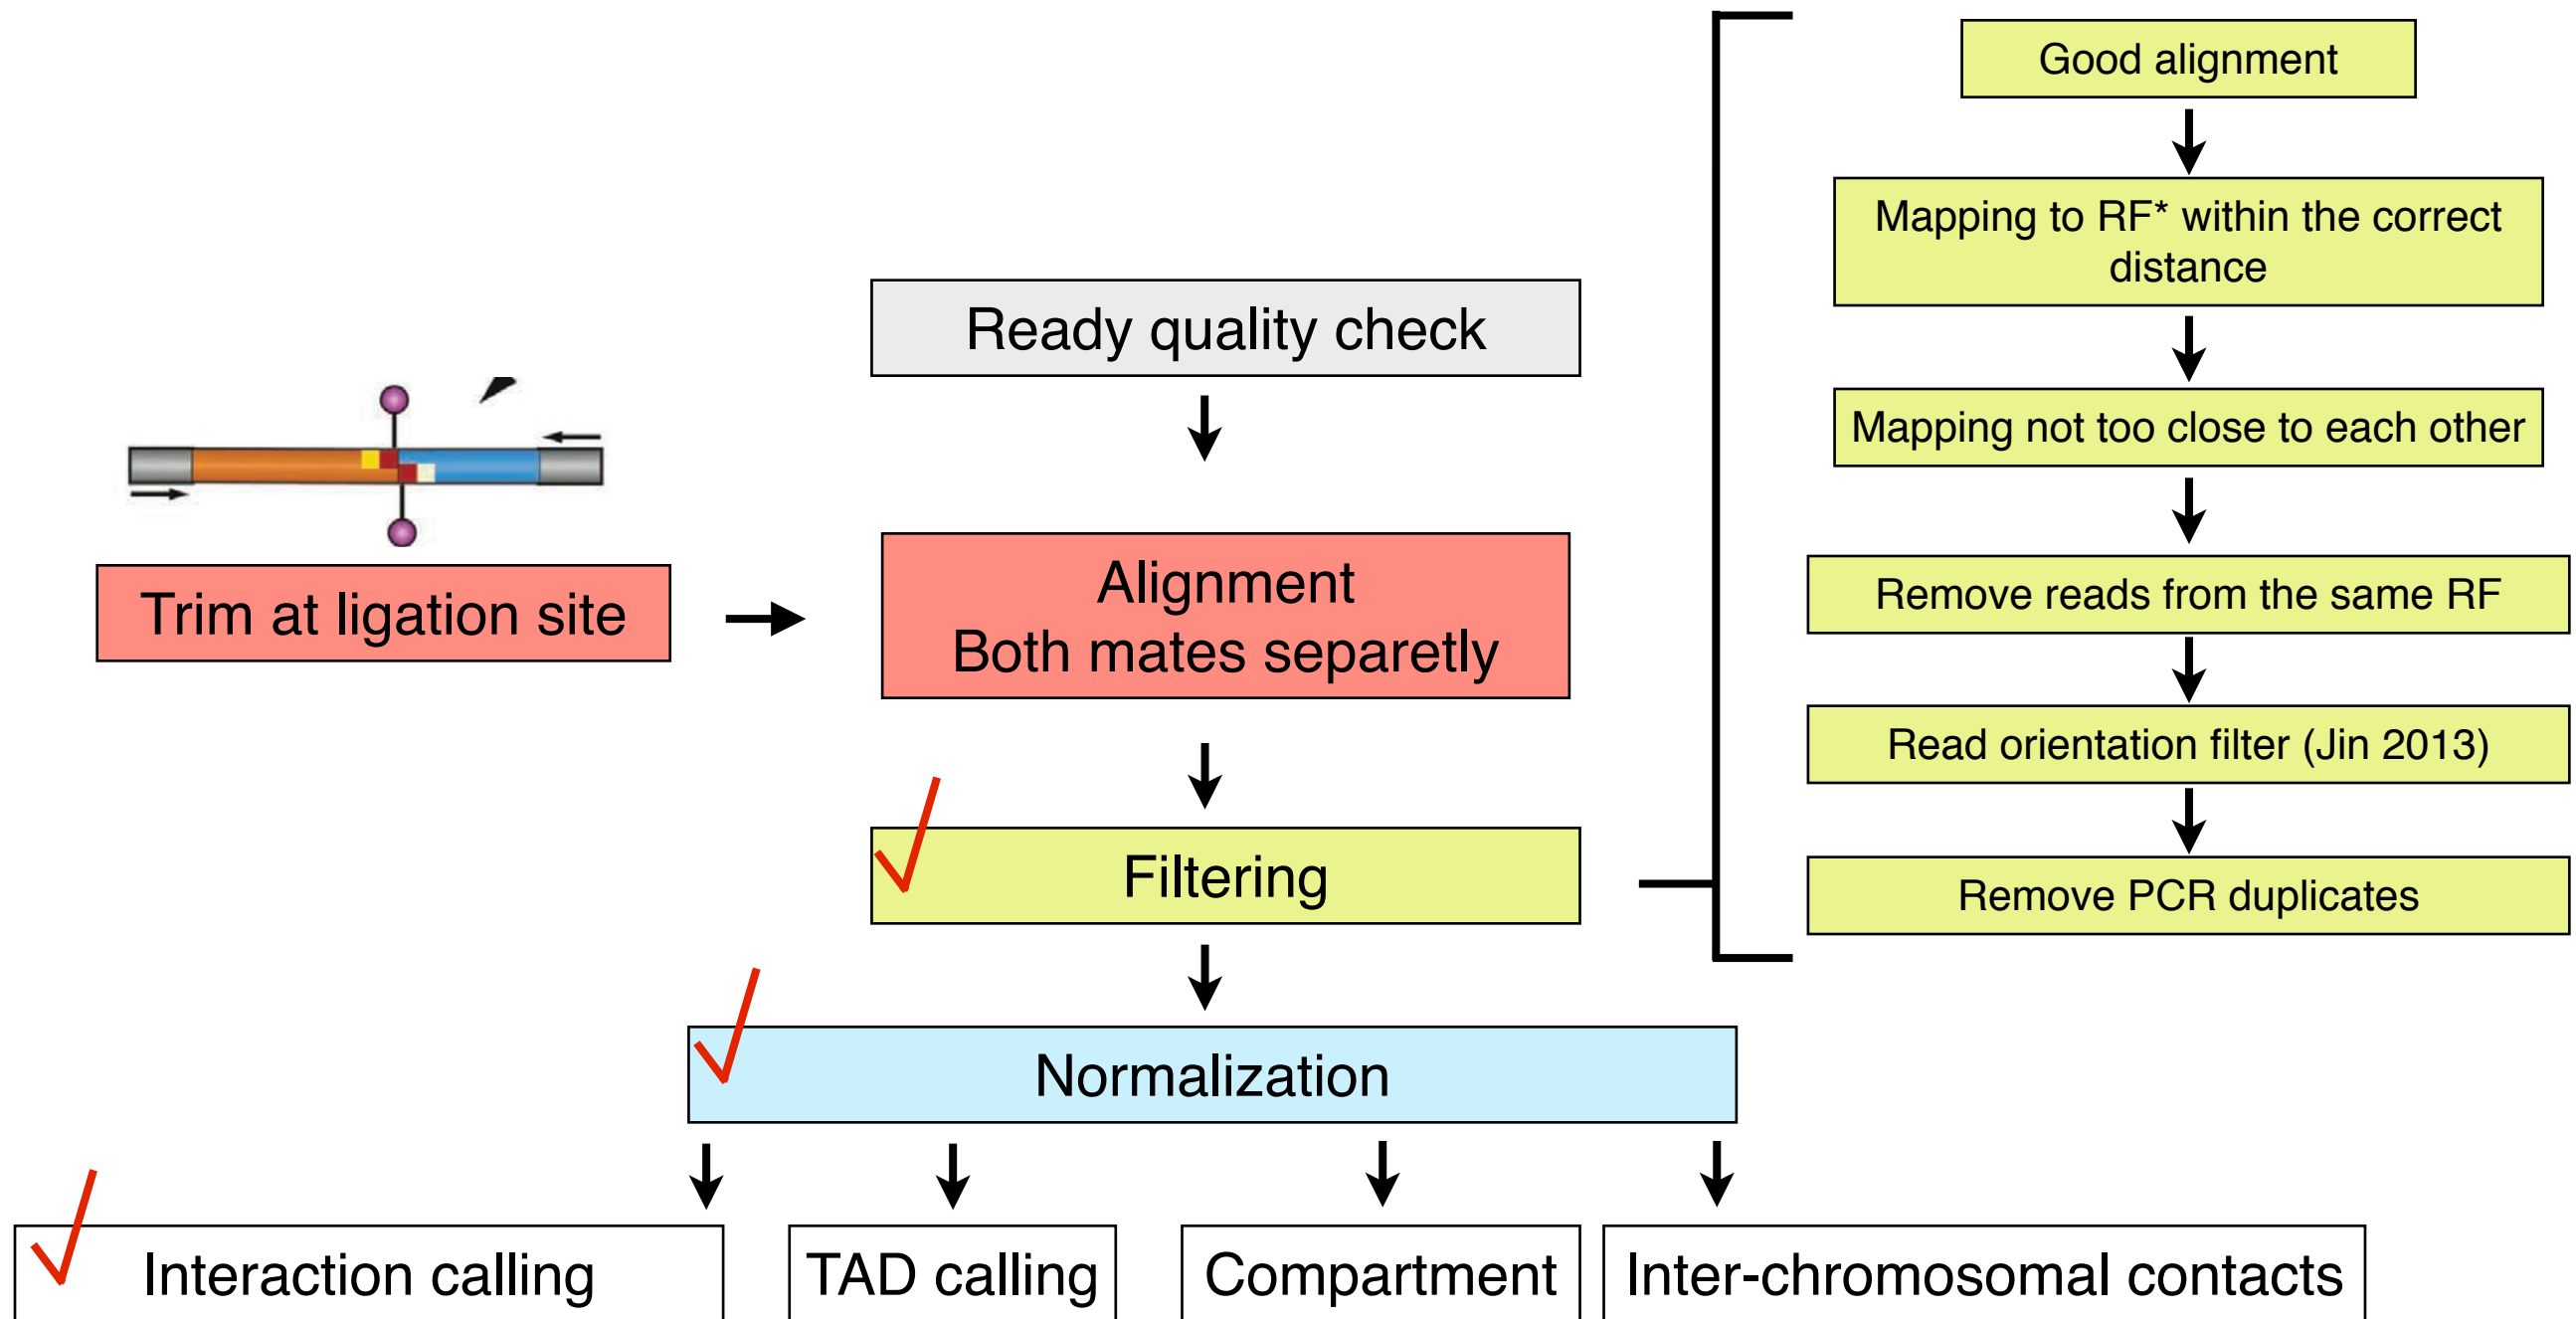 Good alignment
Mapping to RF* within the correct
distance
Ready quality check
Mapping not too close to each other
Trim at ligation site
Alignment
Both mates separetly
Remove reads from the same RF
Read orientation filter (Jin 2013)
Filtering
Remove PCR duplicates
Normalization
Interaction calling
TAD calling
Compartment
Inter-chromosomal contacts